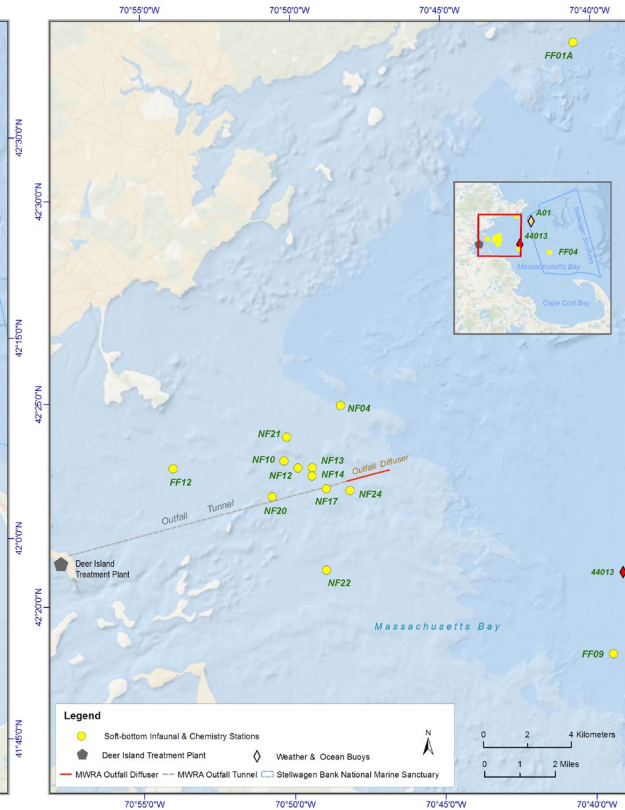 70°55'0"W 70°50'0"W 70°45'0"W 70°40'0"W
FF01A
42°30'0"N
42°30'0"N
A01
44013
FF04
Stellwagen Sanctuary
Massachusetts Bay
Cape Cod Bay
42°15'0"N
42°25'0"N
NF04
NF21
NF10
NF13
NF12
NF14
FF12
Outfall Diffuser
NF17
NF24
NF20
Outfall Tunnel
42°00'0"N
Deer Island
Treatment Plant
NF22
44013
42°20'0"N
Massachusetts Bay
FF09
41°45'0"N
Legend
Soft-bottom Infaunal & Chemistry Stations
Deer Island Treatment Plant
Weather & Ocean Buoys
MWRA Outfall Diffuser
MWRA Outfall Tunnel
Stellwagen Bank National Marine Sanctuary
N
0 2 4 Kilometers
0 1 2 Miles
70°55'0"W 70°50'0"W 70°45'0"W 70°40'0"W